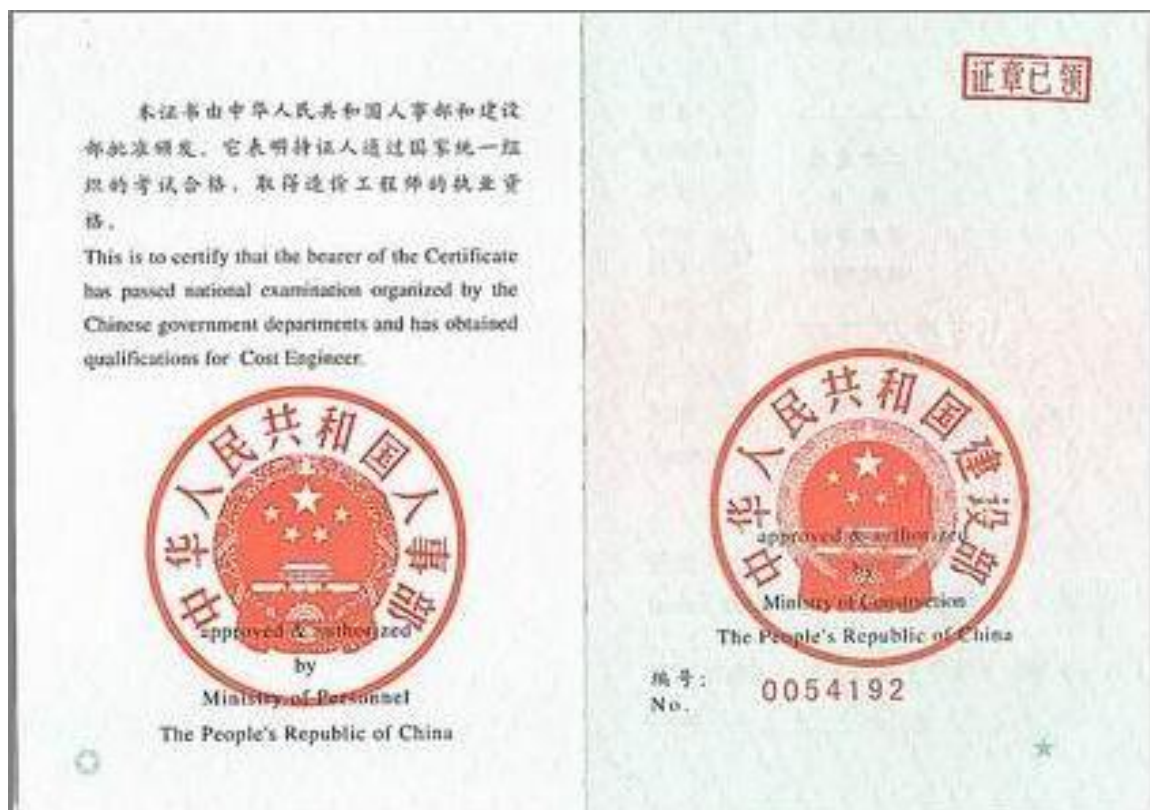 本证书由中华人民共和国人事部和建设
部批准颁发。它表明持证人通过国家统一组
织的考试合格，取得造价工程师的执业资
格。
This is to certify that the bearer of the Certificate
has passed national examination organized by the
Chinese government departments and has obtained
qualifications for Cost Engineer.
中华人民共和国人事部
approved & authorized
by
Ministry of Personnel
The People's Republic of China
证章已领
中华人民共和国建设部
approved & authorized
by
Ministry of Construction
The People's Republic of China
编号：
No.
0054192